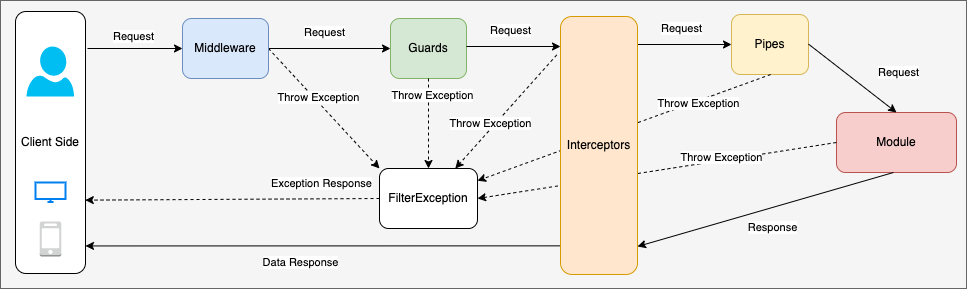 Request
Request
Request
Request
Middleware
Guards
Pipes
Request
Throw Exception
Throw Exception
Throw Exception
Throw Exception
Client Side
Interceptors
Module
Throw Exception
Exception Response
FilterException
Response
Data Response